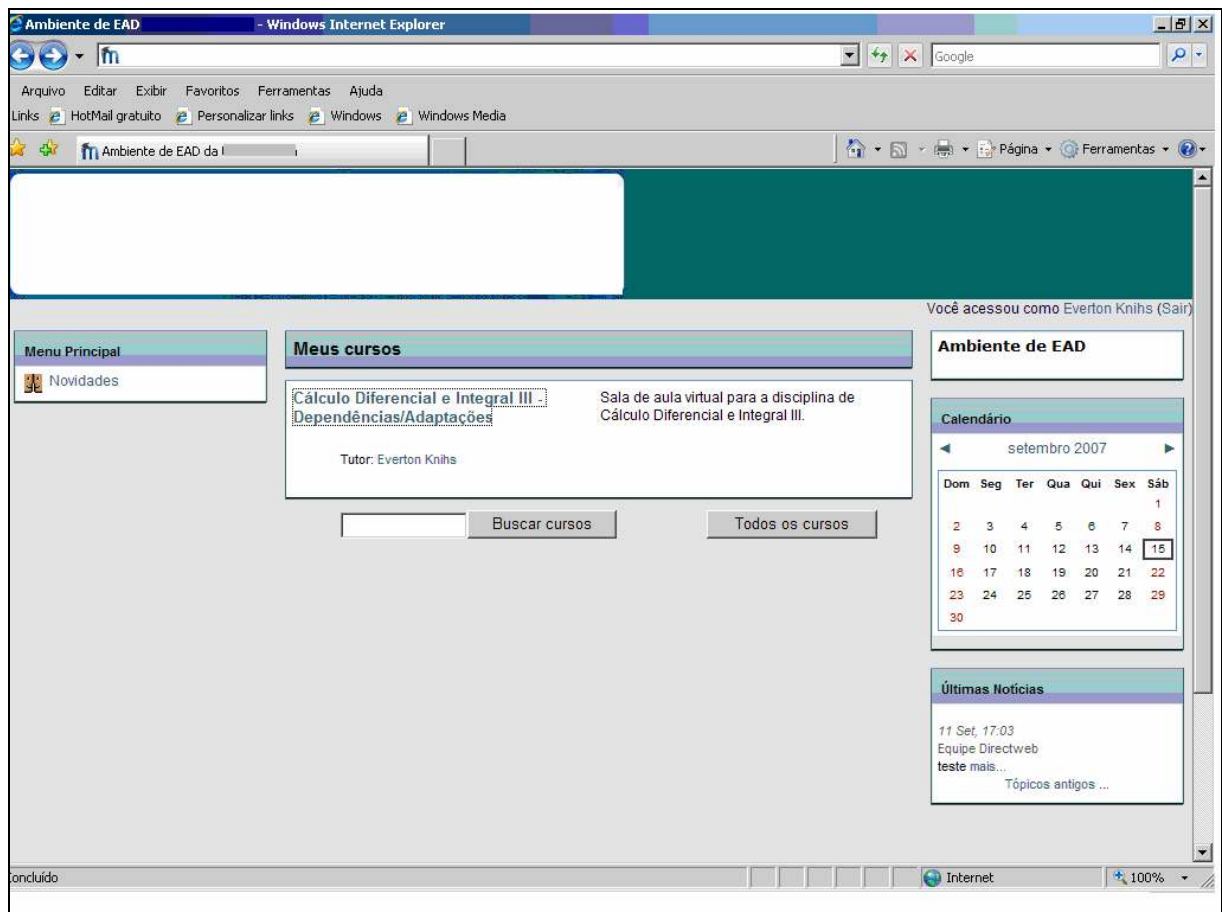 Ambiente de EAD - Windows Internet Explorer
Google
Arquivo Editar Exibir Favoritos Ferramentas Ajuda
Links HotMail gratuito Personalizar links Windows Windows Media
Ambiente de EAD da
Página Ferramentas
Você acessou como Everton Knihs (Sair)
Menu Principal
Novidades
Meus cursos
Cálculo Diferencial e Integral III -
Dependências/Adaptações
Tutor: Everton Knihs
Sala de aula virtual para a disciplina de
Cálculo Diferencial e Integral III.
Buscar cursos Todos os cursos
Ambiente de EAD
Calendário
setembro 2007
Dom Seg Ter Qua Qui Sex Sáb
1
2 3 4 5 6 7 8
9 10 11 12 13 14 15
16 17 18 19 20 21 22
23 24 25 26 27 28 29
30
Últimas Notícias
11 Set, 17:03
Equipe Directweb
teste mais...
Tópicos antigos ...
Concluído Internet 100%